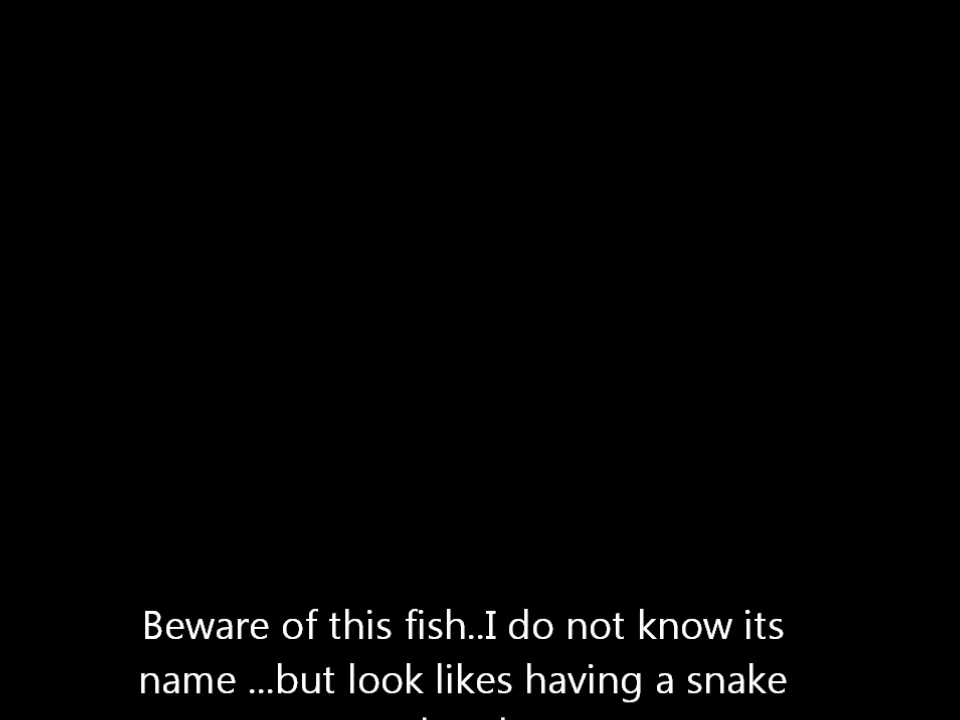 Beware of this fish..I do not know its
name ...but look likes having a snake